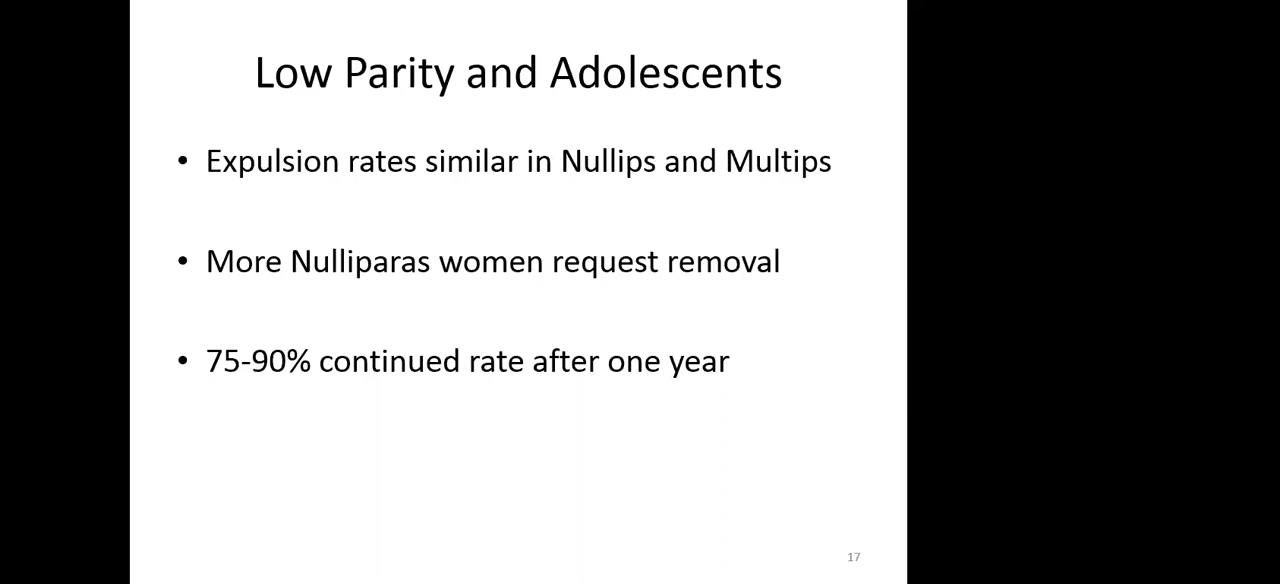 Low Parity and Adolescents
• Expulsion rates similar in Nullips and Multips
• More Nulliparas women request removal
• 75-90% continued rate after one year
17